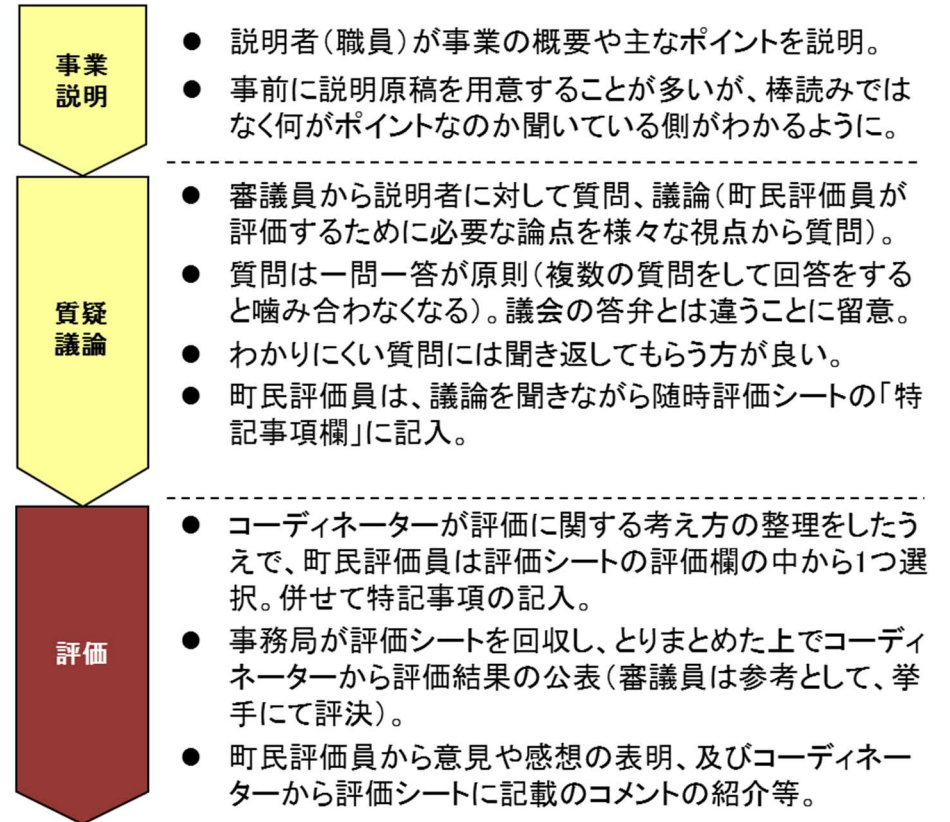 事業
説明
● 説明者（職員）が事業の概要や主なポイントを説明。
● 事前に説明原稿を用意することが多いが、棒読みでは
なく何がポイントなのか聞いている側がわかるように。
質疑
議論
● 審議員から説明者に対して質問、議論（町民評価員が
評価するために必要な論点を様々な視点から質問）。
● 質問は一問一答が原則（複数の質問をして回答をする
と噛み合わなくなる）。議会の答弁とは違うことに留意。
● わかりにくい質問には聞き返してもらう方が良い。
● 町民評価員は、議論を聞きながら随時評価シートの「特
記事項欄」に記入。
評価
● コーディネーターが評価に関する考え方の整理をしたう
えで、町民評価員は評価シートの評価欄の中から1つ選
択。併せて特記事項の記入。
● 事務局が評価シートを回収し、とりまとめた上でコーディ
ネーターから評価結果の公表（審議員は参考として、挙
手にて評決）。
● 町民評価員から意見や感想の表明、及びコーディネー
ターから評価シートに記載のコメントの紹介等。